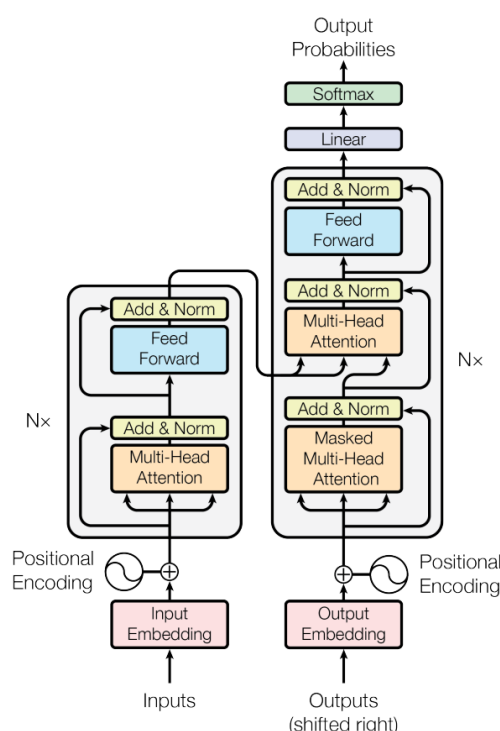 Output
Probabilities
Softmax
Linear
Add & Norm
Feed
Forward
Add & Norm
Multi-Head
Attention
Nx
Add & Norm
Masked
Multi-Head
Attention
Add & Norm
Feed
Forward
Nx
Add & Norm
Multi-Head
Attention
Positional
Encoding
Positional
Encoding
Input
Embedding
Output
Embedding
Inputs
Outputs
(shifted right)